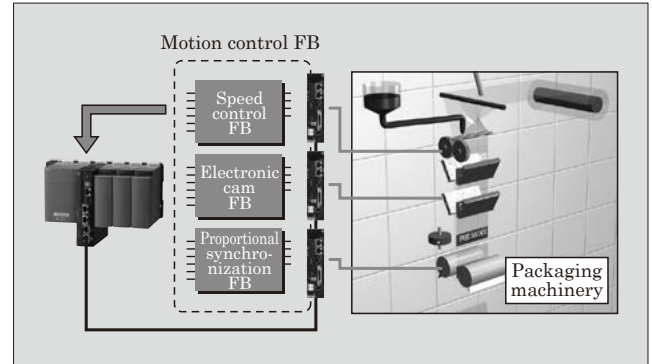 Motion control FB
Speed
control
FB
Electronic
cam
FB
Proportional
synchro-
nization
FB
Packaging
machinery